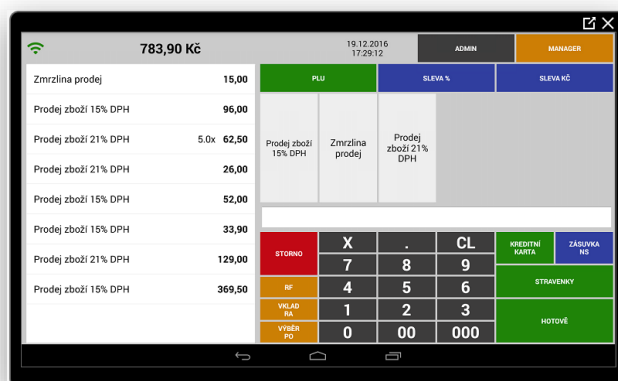 783,90 Kč
19.12.2016
17:29:12
ADMIN
MANAGER
Zmrzlina prodej 15,00
Prodej zboží 15% DPH 96,00
Prodej zboží 21% DPH 5.0x 62,50
Prodej zboží 21% DPH 26,00
Prodej zboží 15% DPH 52,00
Prodej zboží 15% DPH 33,90
Prodej zboží 21% DPH 129,00
Prodej zboží 15% DPH 369,50
PLU
SLEVA %
SLEVA KČ
Prodej zboží
15% DPH
Zmrzlina
prodej
Prodej
zboží 21%
DPH
STORNO
RF
VKLAD
RA
VÝBĚR
PO
X . CL
7 8 9
4 5 6
1 2 3
0 00 000
KREDITNÍ
KARTA
ZÁSUVKA
NS
STRAVENKY
HOTOVĚ